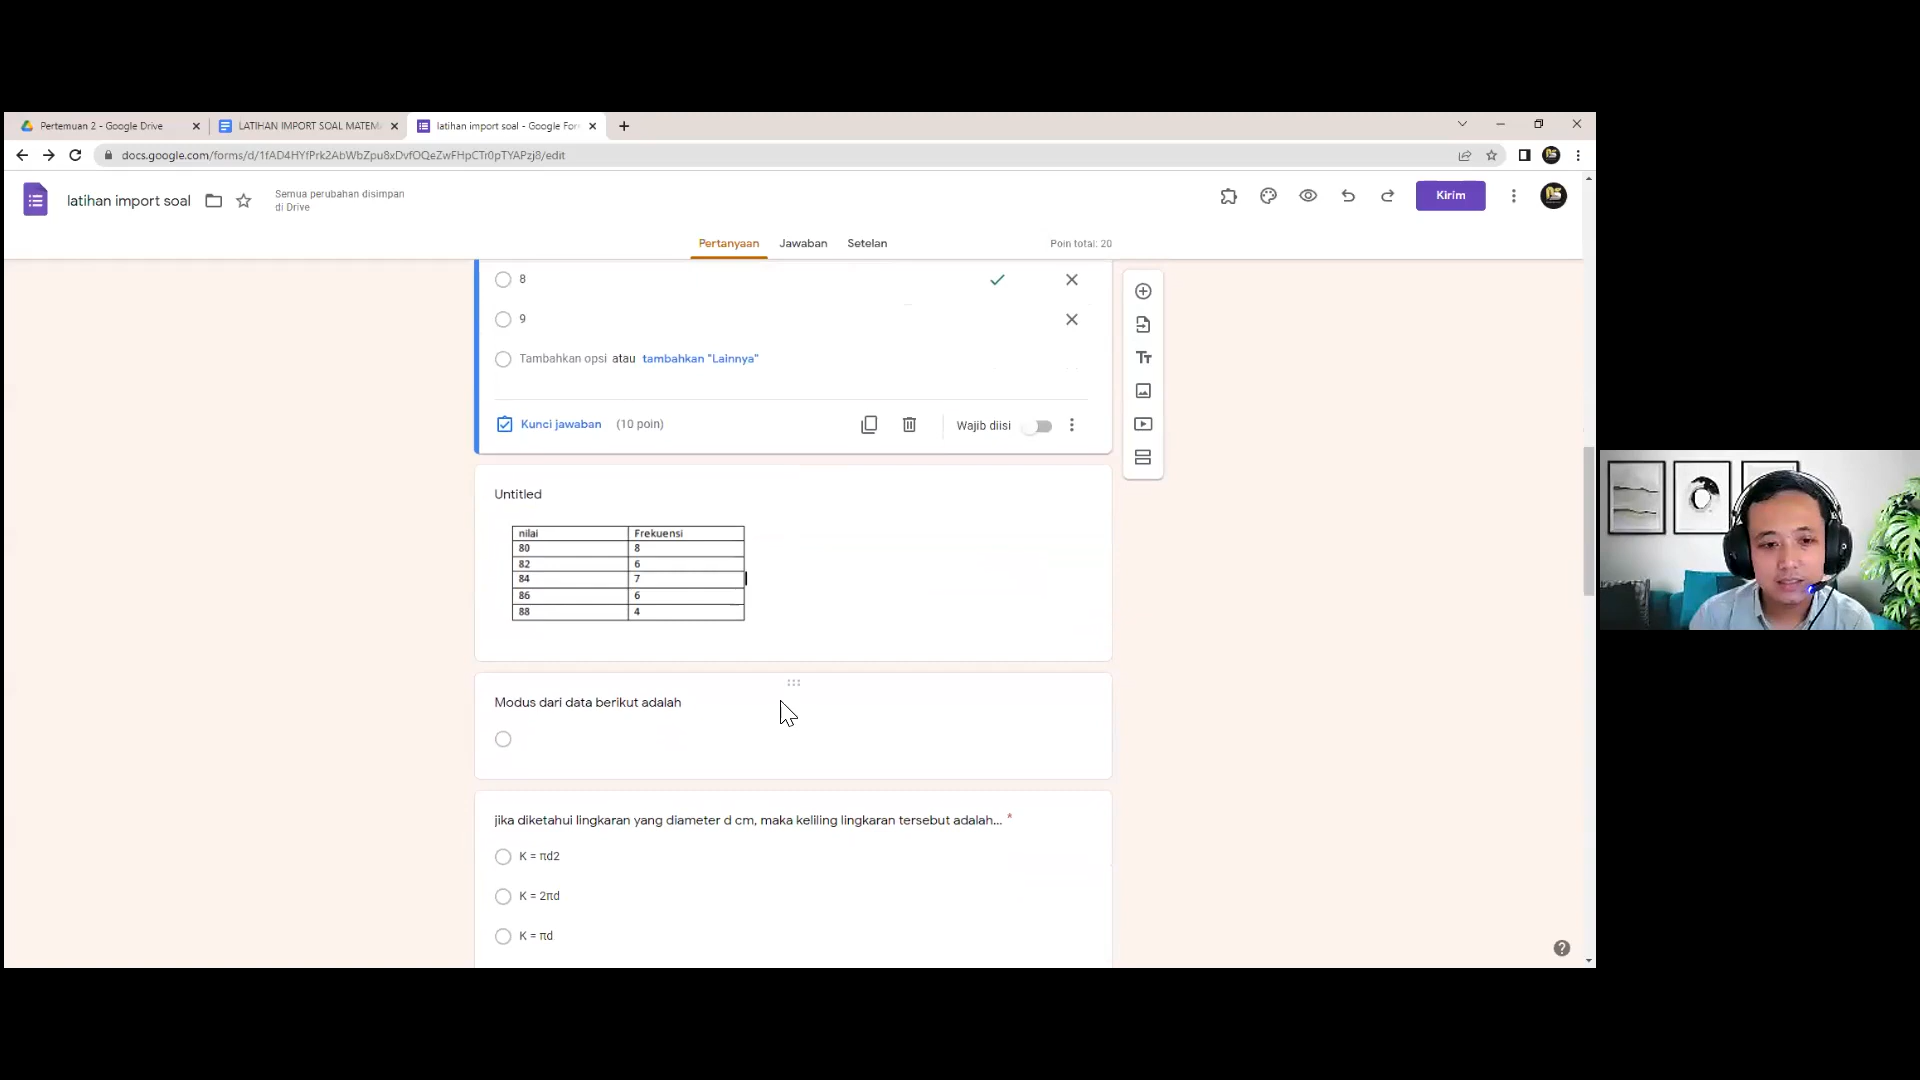 Pertemuan 2 - Google Drive
LATIHAN IMPORT SOAL MATEM
latihan import soal - Google For
docs.google.com/forms/d/1fAD4HYfPrk2AbWbZpu8xDvfOQeZwFHpCTr0pTYAPzj8/edit
latihan import soal
Semua perubahan disimpan
di Drive
Kirim
Pertanyaan
Jawaban
Setelan
Poin total: 20
8
9
Tambahkan opsi atau tambahkan "Lainnya"
Kunci jawaban (10 poin)
Wajib diisi
Untitled
nilai Frekuensi
80 8
82 6
84 7
86 6
88 4
Modus dari data berikut adalah
jika diketahui lingkaran yang diameter d cm, maka keliling lingkaran tersebut adalah... *
K = πd2
K = 2πd
K = πd